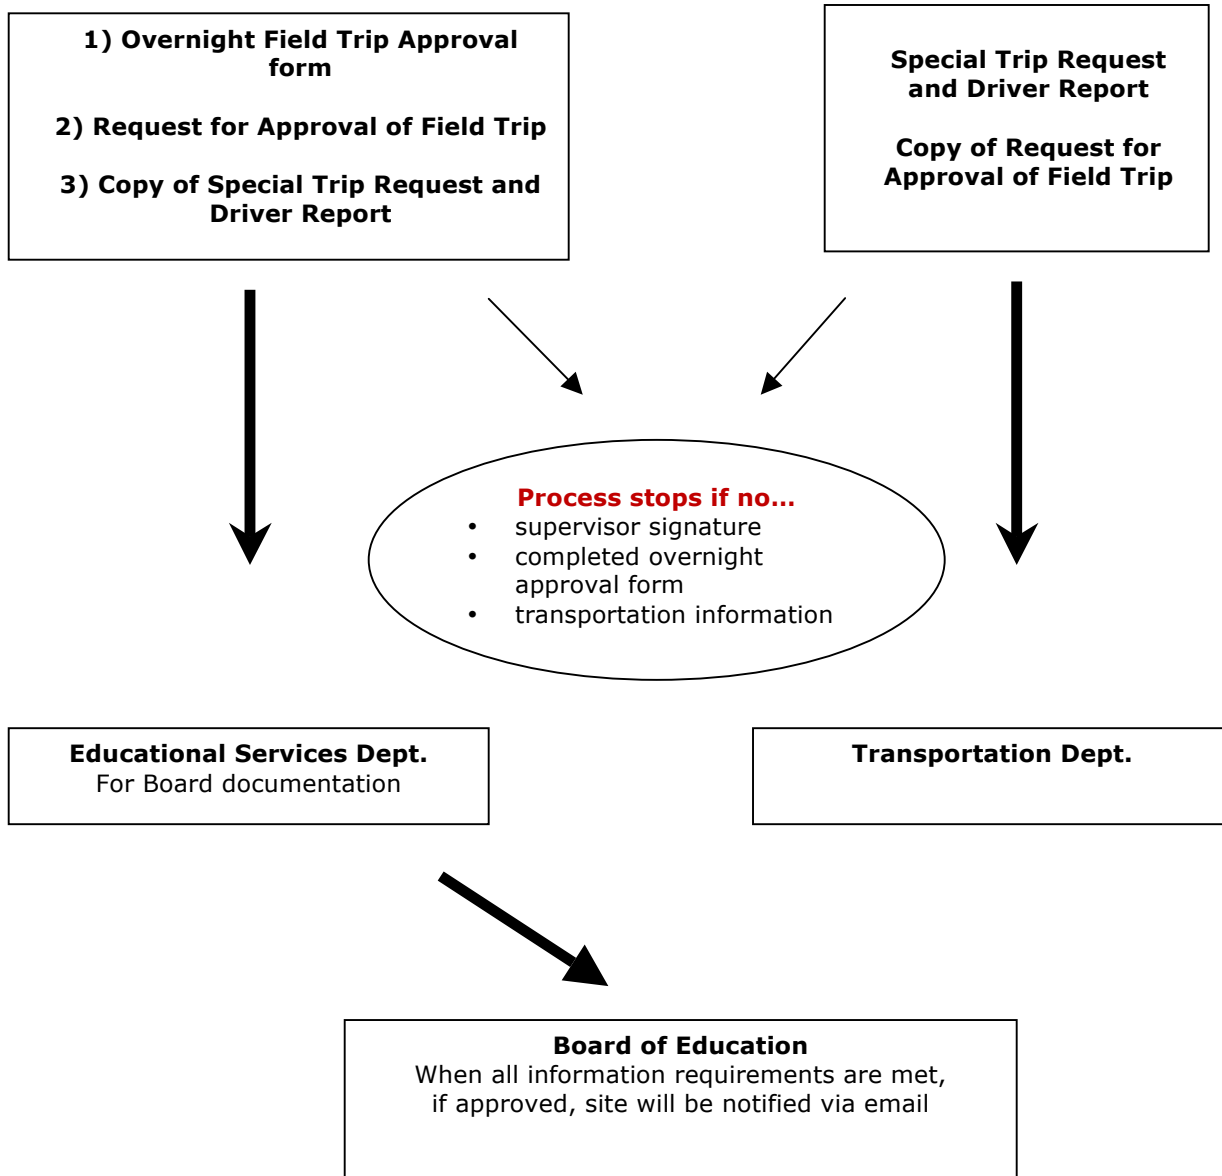 1) Overnight Field Trip Approval
form
2) Request for Approval of Field Trip
3) Copy of Special Trip Request and
Driver Report
Special Trip Request
and Driver Report
Copy of Request for
Approval of Field Trip
Process stops if no...
• supervisor signature
• completed overnight
approval form
• transportation information
Educational Services Dept.
For Board documentation
Transportation Dept.
Board of Education
When all information requirements are met,
if approved, site will be notified via email